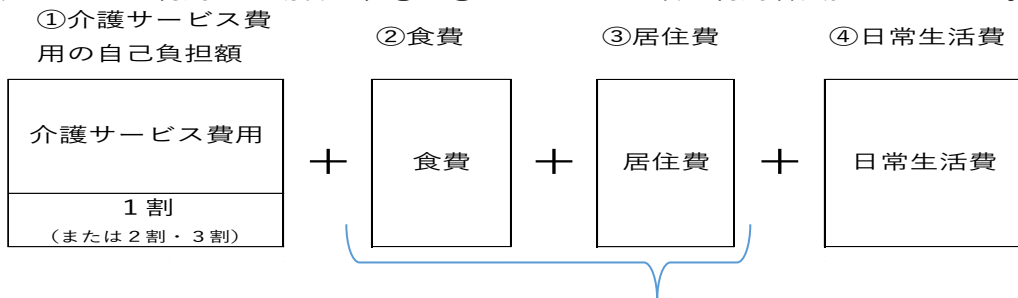 ①介護サービス費
用の自己負担額
②食費
③居住費
④日常生活費
介護サービス費用
１割
（または２割・３割）
＋
食費
＋
居住費
＋
日常生活費